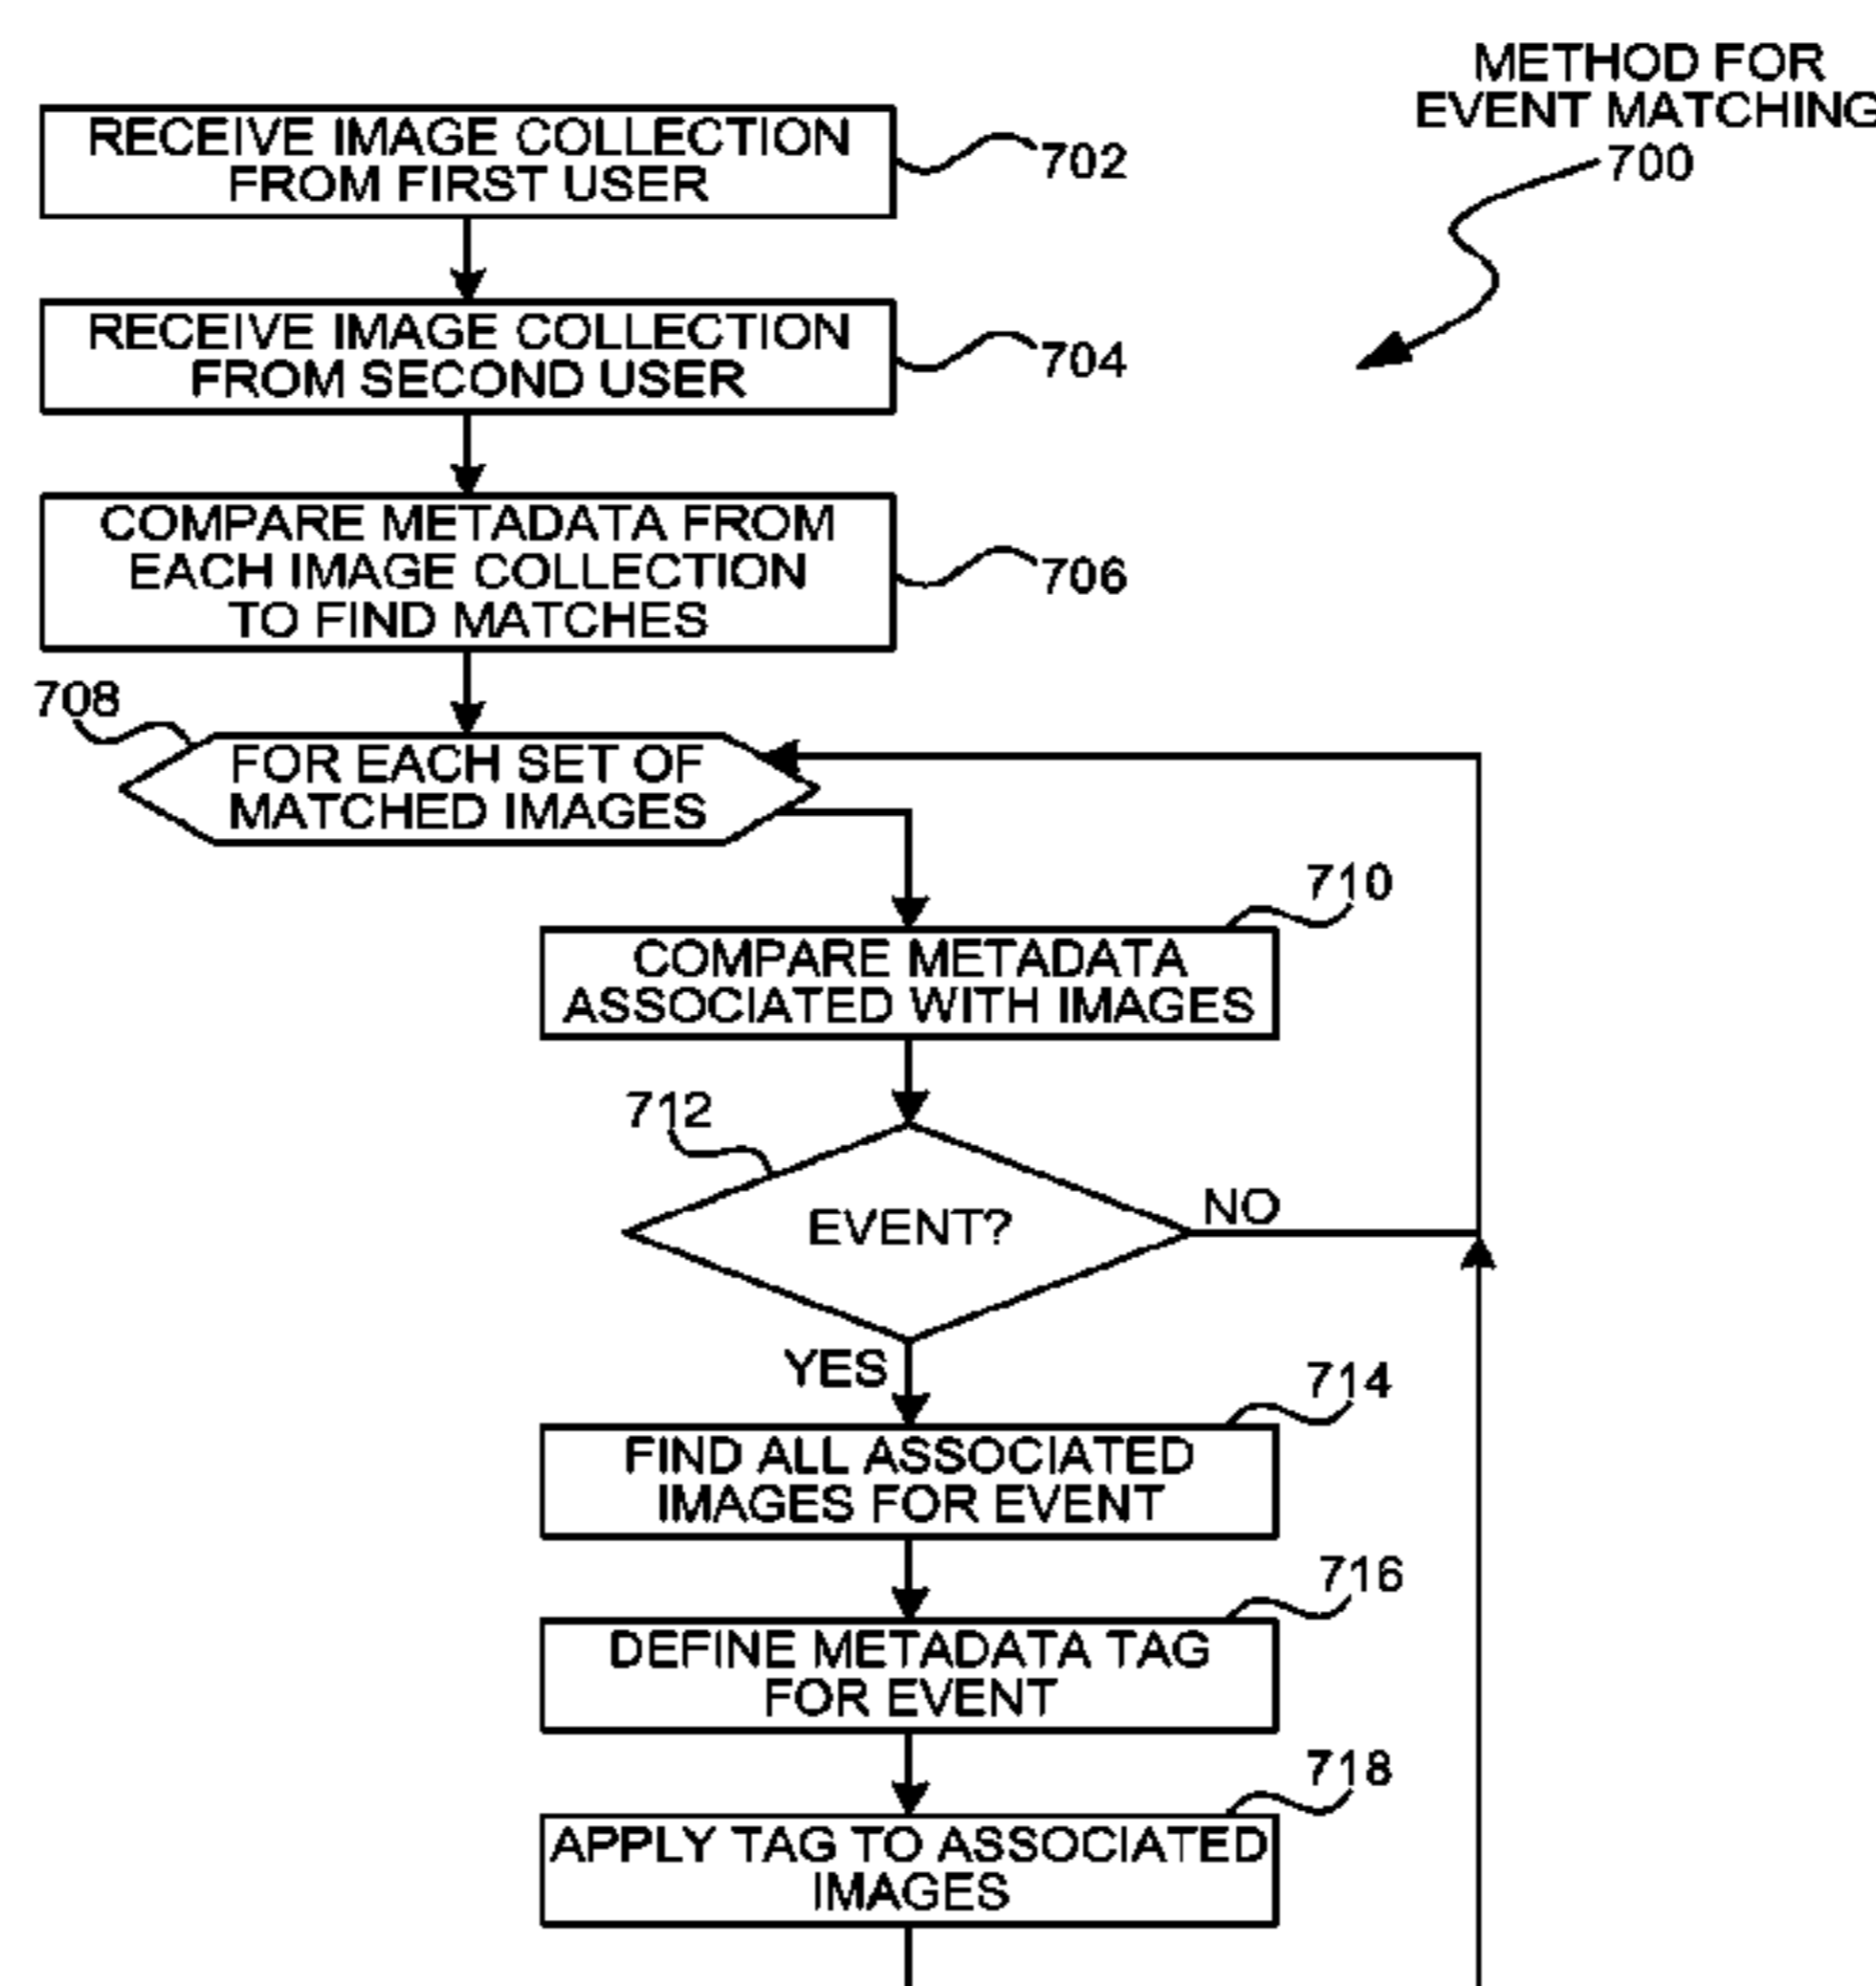 METHOD FOR
EVENT MATCHING
700
RECEIVE IMAGE COLLECTION
FROM FIRST USER
702
RECEIVE IMAGE COLLECTION
FROM SECOND USER
704
COMPARE METADATA FROM
EACH IMAGE COLLECTION
TO FIND MATCHES
706
708
FOR EACH SET OF
MATCHED IMAGES
710
COMPARE METADATA
ASSOCIATED WITH IMAGES
712
EVENT?
NO
YES
714
FIND ALL ASSOCIATED
IMAGES FOR EVENT
716
DEFINE METADATA TAG
FOR EVENT
718
APPLY TAG TO ASSOCIATED
IMAGES